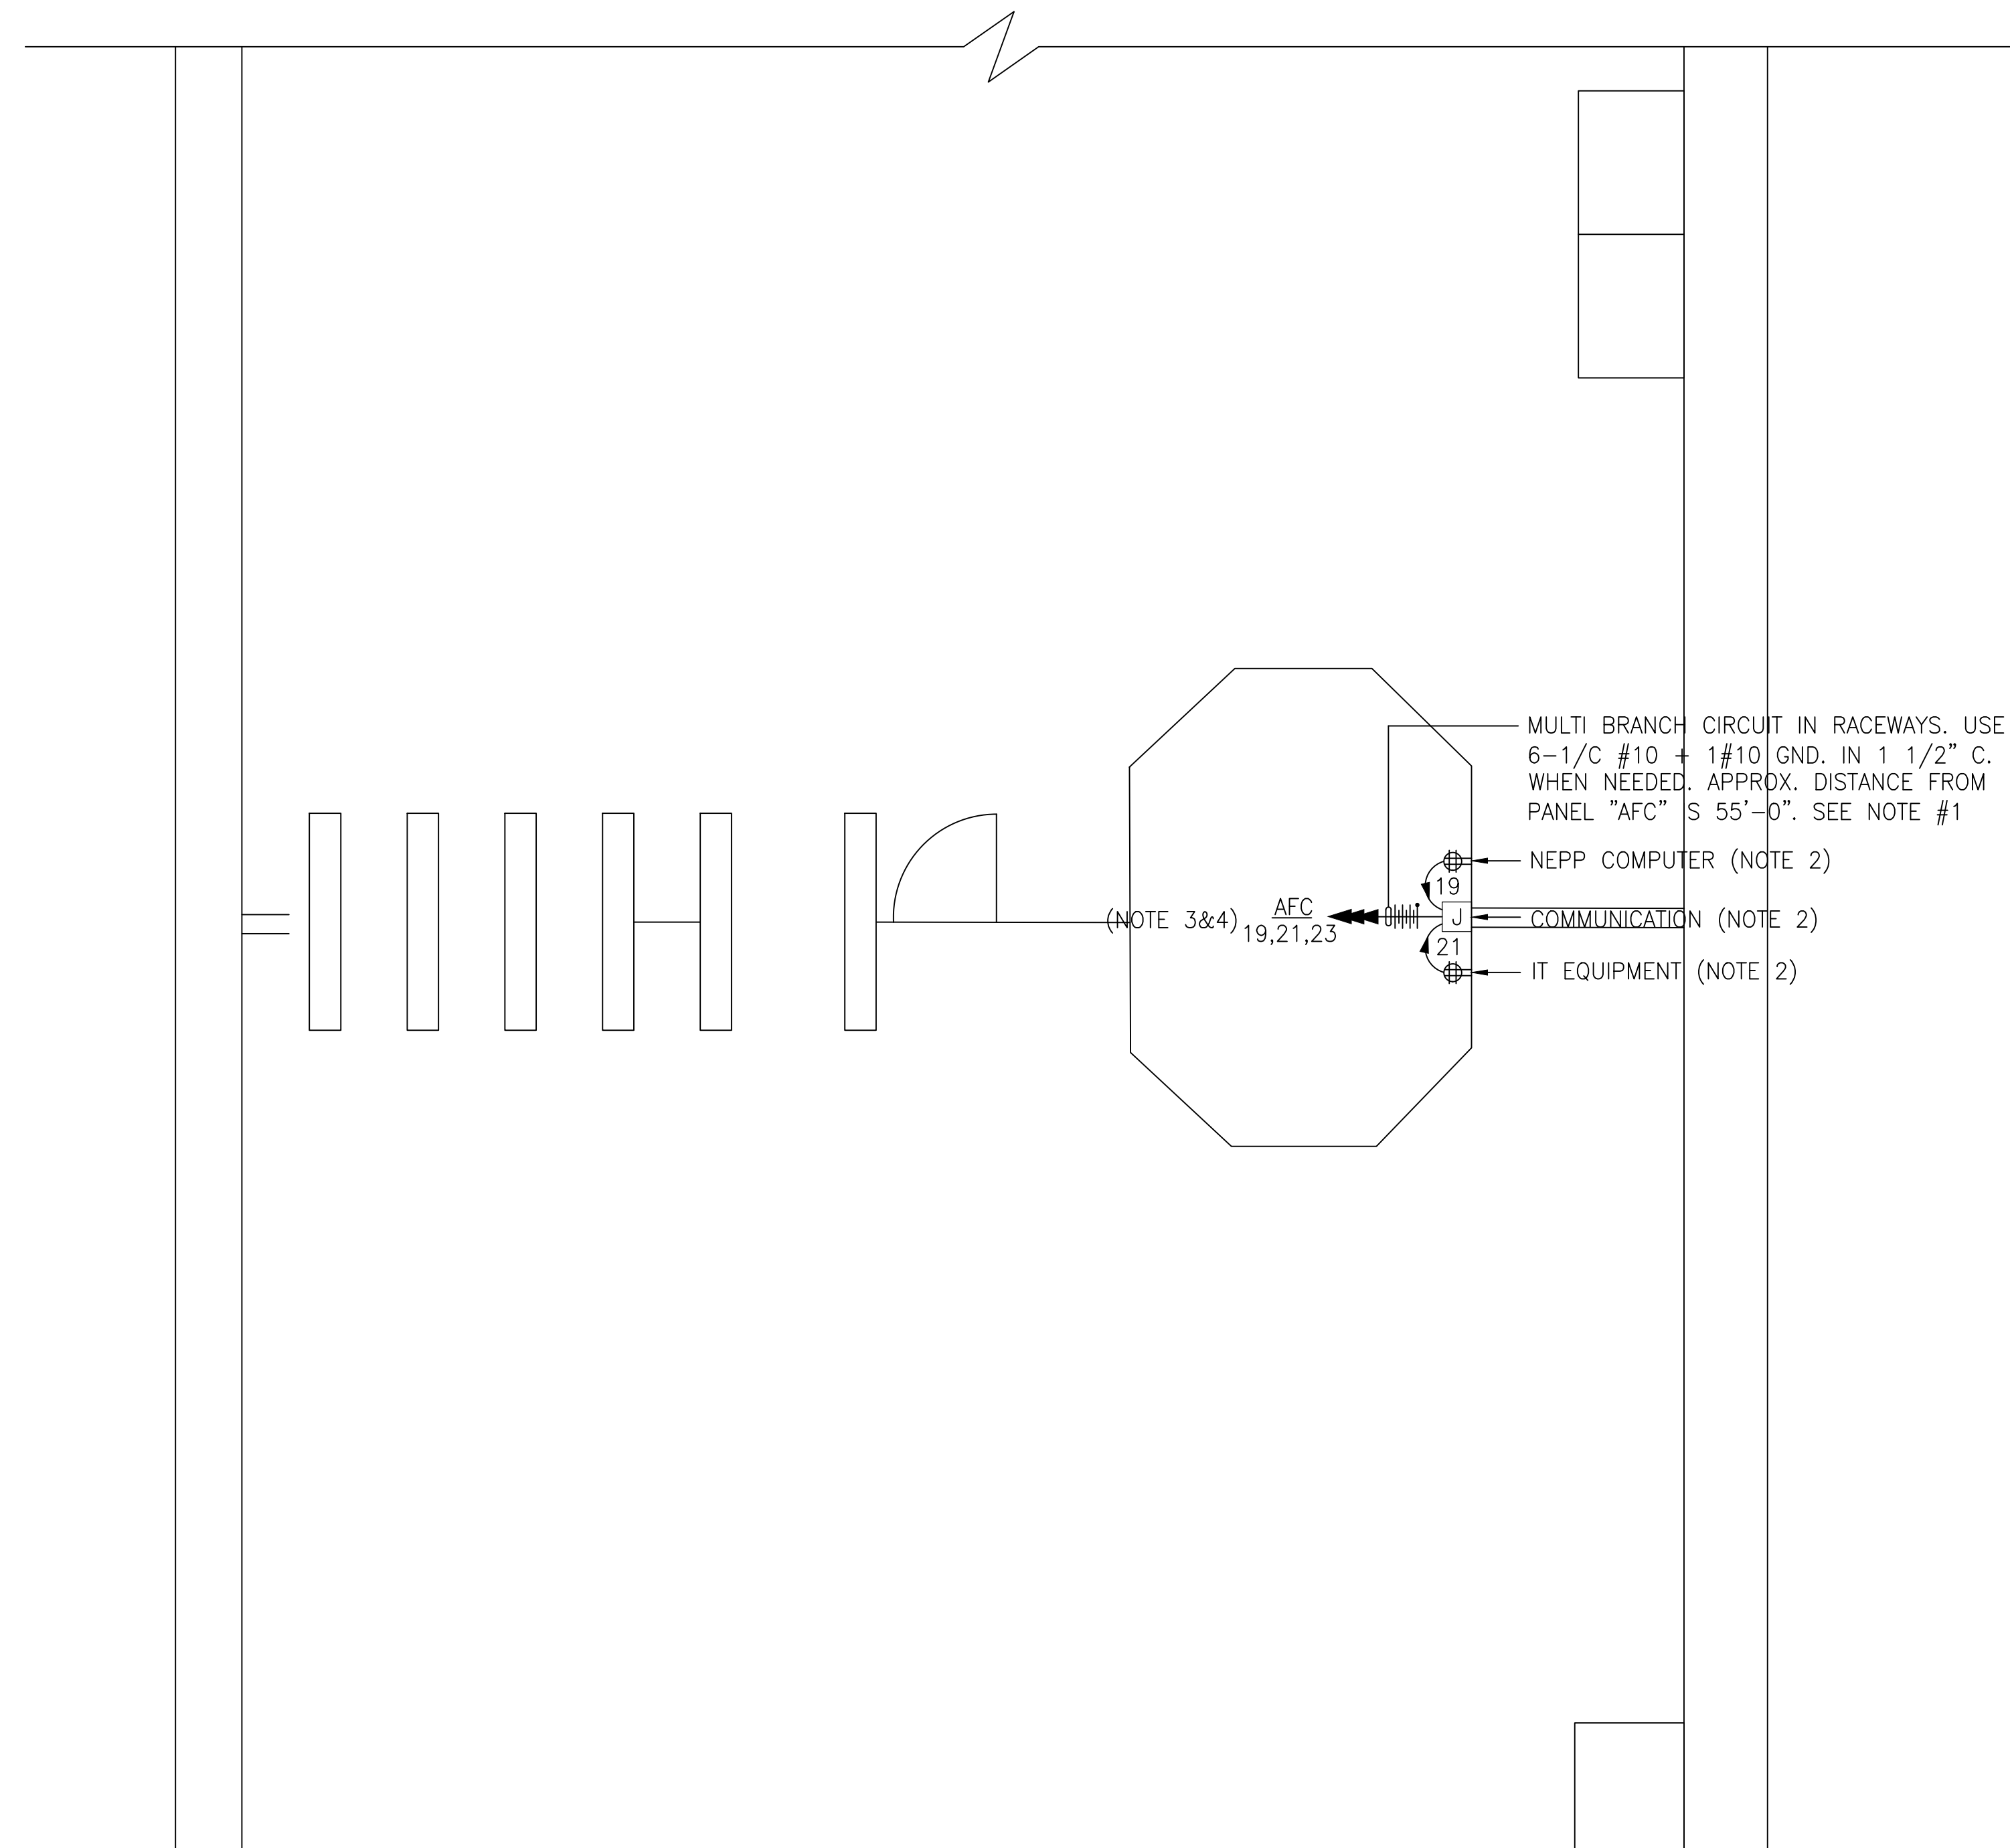 MULTI BRANCH CIRCUIT IN RACEWAYS. USE
6-1/C #10 + 1#10 GND. IN 1 1/2" C.
WHEN NEEDED. APPROX. DISTANCE FROM
PANEL "AFC" S 55'-0". SEE NOTE #1
NEPP COMPUTER (NOTE 2)
19
(NOTE 3&4)
AFC
19,21,23
J
COMMUNICATION (NOTE 2)
21
IT EQUIPMENT (NOTE 2)